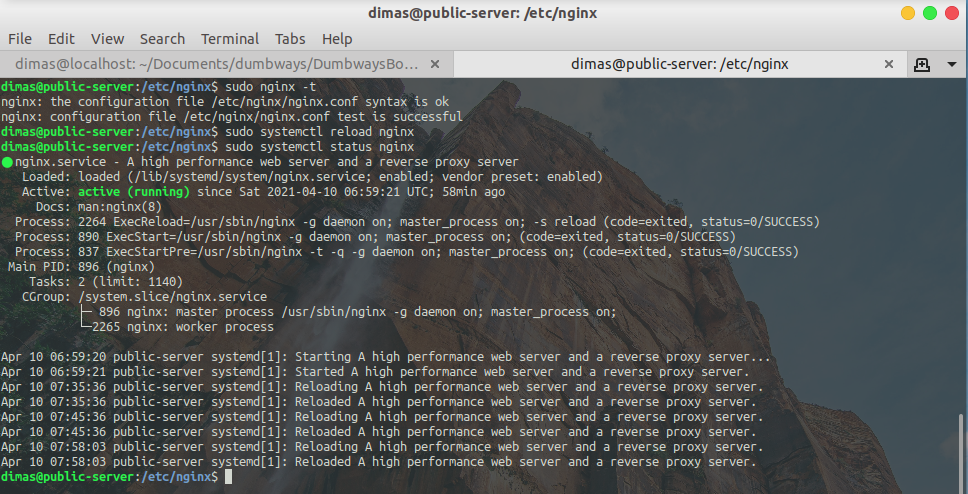 dimas@public-server: /etc/nginx
File Edit View Search Terminal Tabs Help
dimas@localhost: ~/Documents/dumbways/DumbwaysBo... × dimas@public-server: /etc/nginx ×
dimas@public-server:/etc/nginx$ sudo nginx -t
nginx: the configuration file /etc/nginx/nginx.conf syntax is ok
nginx: configuration file /etc/nginx/nginx.conf test is successful
dimas@public-server:/etc/nginx$ sudo systemctl reload nginx
dimas@public-server:/etc/nginx$ sudo systemctl status nginx
● nginx.service - A high performance web server and a reverse proxy server
   Loaded: loaded (/lib/systemd/system/nginx.service; enabled; vendor preset: enabled)
   Active: active (running) since Sat 2021-04-10 06:59:21 UTC; 58min ago
     Docs: man:nginx(8)
  Process: 2264 ExecReload=/usr/sbin/nginx -g daemon on; master_process on; -s reload (code=exited, status=0/SUCCESS)
  Process: 890 ExecStart=/usr/sbin/nginx -g daemon on; master_process on; (code=exited, status=0/SUCCESS)
  Process: 837 ExecStartPre=/usr/sbin/nginx -t -q -g daemon on; master_process on; (code=exited, status=0/SUCCESS)
 Main PID: 896 (nginx)
    Tasks: 2 (limit: 1140)
   CGroup: /system.slice/nginx.service
           ├─ 896 nginx: master process /usr/sbin/nginx -g daemon on; master_process on;
           └─2265 nginx: worker process
Apr 10 06:59:20 public-server systemd[1]: Starting A high performance web server and a reverse proxy server...
Apr 10 06:59:21 public-server systemd[1]: Started A high performance web server and a reverse proxy server.
Apr 10 07:35:36 public-server systemd[1]: Reloading A high performance web server and a reverse proxy server.
Apr 10 07:35:36 public-server systemd[1]: Reloaded A high performance web server and a reverse proxy server.
Apr 10 07:45:36 public-server systemd[1]: Reloading A high performance web server and a reverse proxy server.
Apr 10 07:45:36 public-server systemd[1]: Reloaded A high performance web server and a reverse proxy server.
Apr 10 07:58:03 public-server systemd[1]: Reloading A high performance web server and a reverse proxy server.
Apr 10 07:58:03 public-server systemd[1]: Reloaded A high performance web server and a reverse proxy server.
dimas@public-server:/etc/nginx$